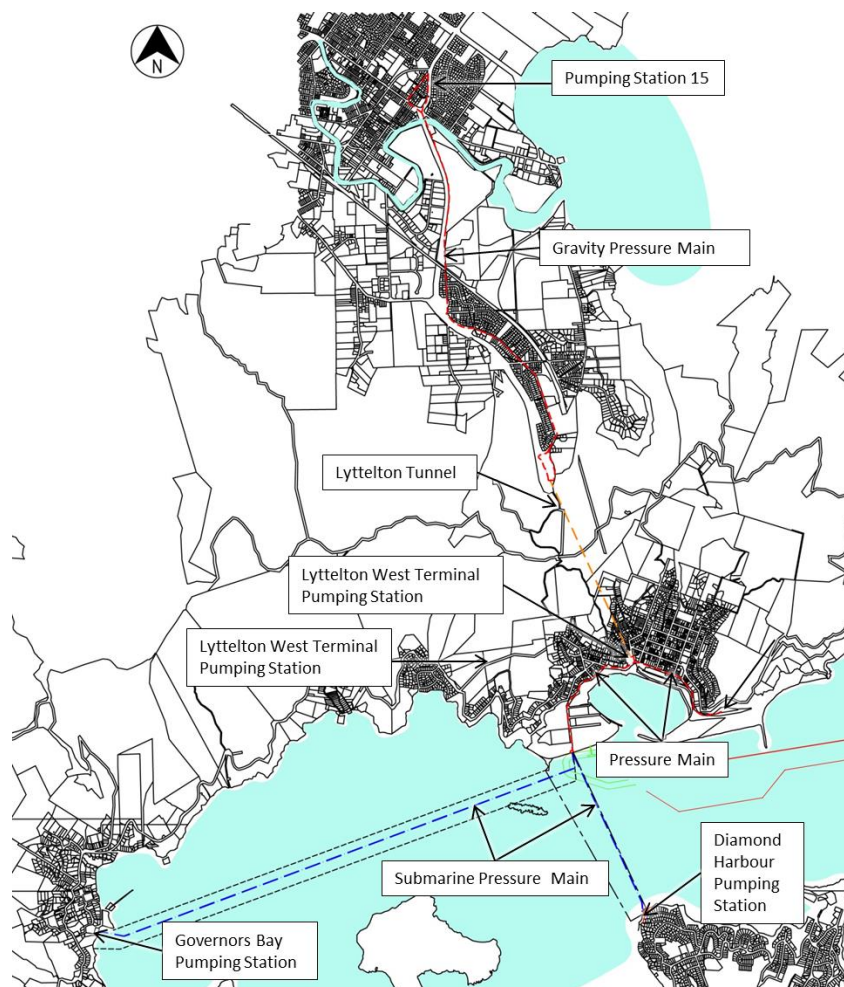 N
Pumping Station 15
Gravity Pressure Main
Lyttelton Tunnel
Lyttelton West Terminal
Pumping Station
Lyttelton West Terminal
Pumping Station
Pressure Main
Submarine Pressure Main
Diamond
Harbour
Pumping
Station
Governors Bay
Pumping Station